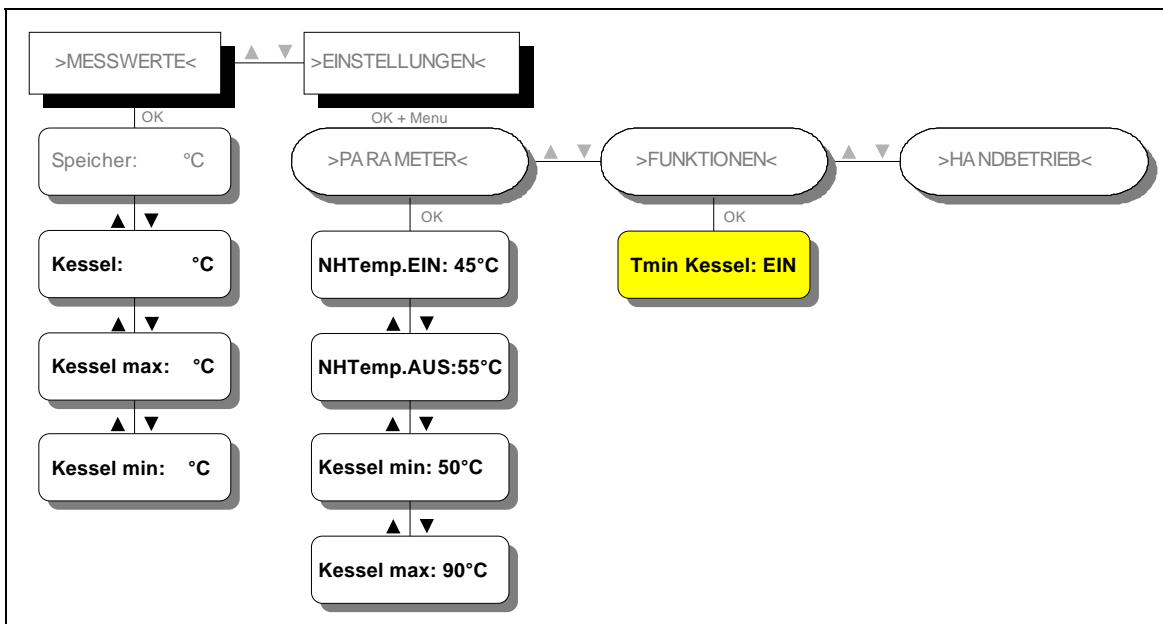 >MESSWERTE<
▲ ▼
>EINSTELLUNGEN<
OK
OK + Menu
Speicher: °C
>PARAMETER<
▲ ▼
>FUNKTIONEN<
▲ ▼
>HANDBETRIEB<
▲ ▼
OK
OK
Kessel: °C
NHTemp.EIN: 45°C
Tmin Kessel: EIN
▲ ▼
▲ ▼
Kessel max: °C
NHTemp.AUS:55°C
▲ ▼
▲ ▼
Kessel min: °C
Kessel min: 50°C
▲ ▼
Kessel max: 90°C